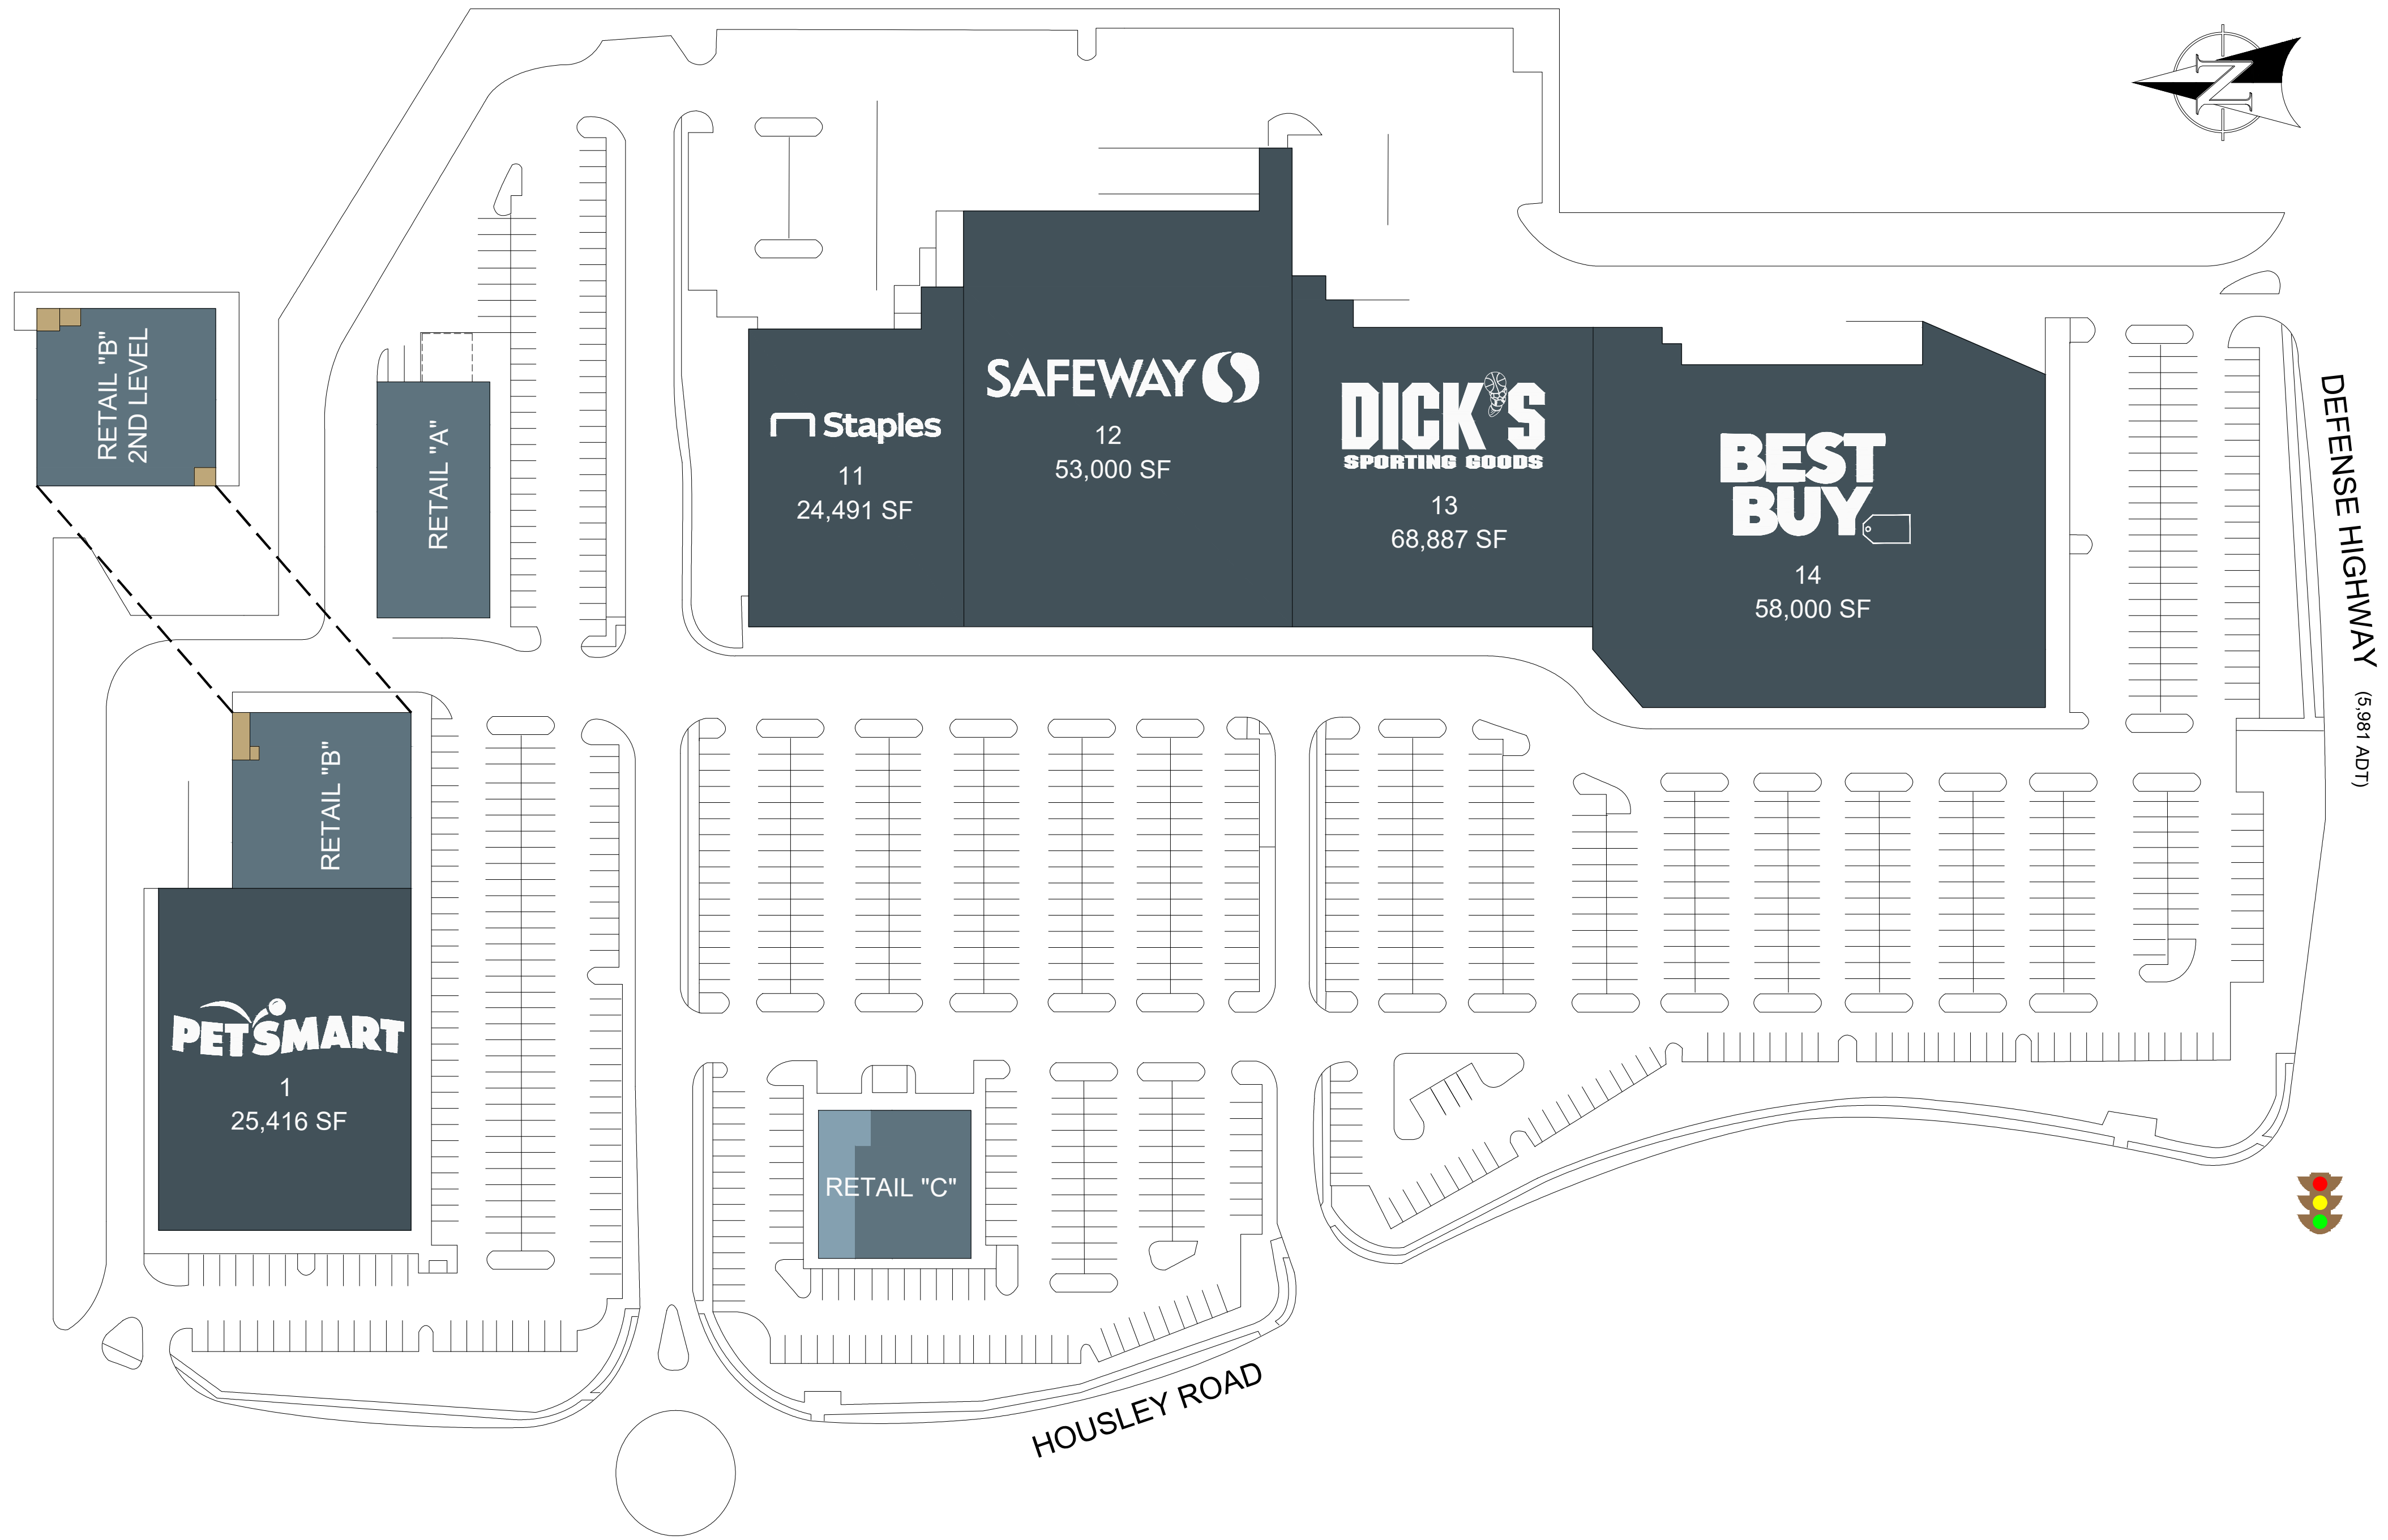 N
RETAIL "B"
2ND LEVEL
RETAIL "A"
Staples
11
24,491 SF
SAFEWAY
12
53,000 SF
DICK'S
SPORTING GOODS
13
68,887 SF
BEST
BUY
14
58,000 SF
DEFENSE HIGHWAY (5,981 ADT)
RETAIL "B"
PETSMART
1
25,416 SF
RETAIL "C"
HOUSLEY ROAD